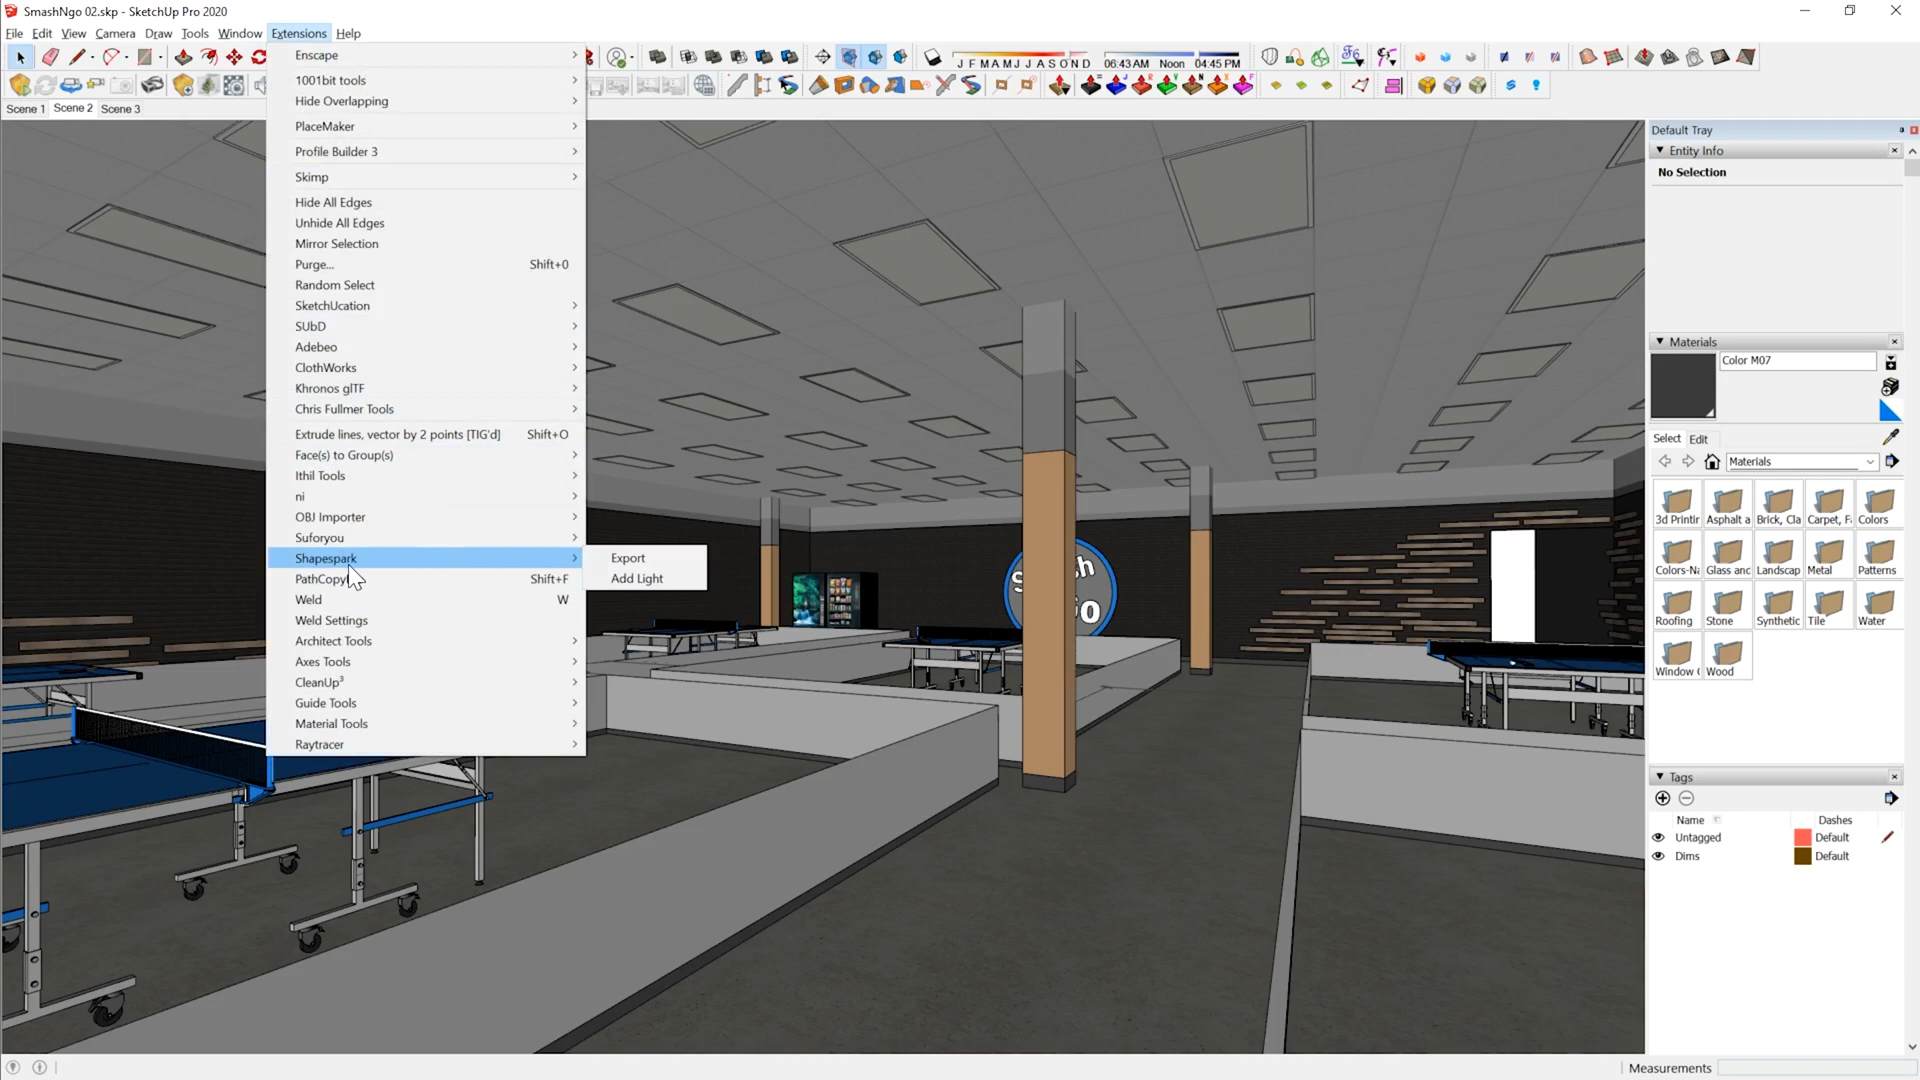 SmashNgo 02.skp - SketchUp Pro 2020
File Edit View Camera Draw Tools Window Extensions Help
J F M A M J J A S O N D 06:43 AM Noon 04:45 PM
Scene 1 Scene 2 Scene 3
Enscape
1001bit tools
Hide Overlapping
PlaceMaker
Profile Builder 3
Skimp
Hide All Edges
Unhide All Edges
Mirror Selection
Purge... Shift+0
Random Select
SketchUcation
SUbD
Adebeo
ClothWorks
Khronos glTF
Chris Fullmer Tools
Extrude lines, vector by 2 points [TIG'd] Shift+O
Face(s) to Group(s)
Ithil Tools
ni
OBJ Importer
Suforyou
Shapespark
Export
Add Light
PathCopy Shift+F
Weld W
Weld Settings
Architect Tools
Axes Tools
CleanUp³
Guide Tools
Material Tools
Raytracer
Default Tray
Entity Info
No Selection
Materials
Color M07
Select Edit
Materials
3d Printir Asphalt a Brick, Cla Carpet, Fa Colors
Colors-Na Glass anc Landscap Metal Patterns
Roofing Stone Synthetic Tile Water
Window C Wood
Tags
Name Dashes
Untagged Default
Dims Default
Measurements